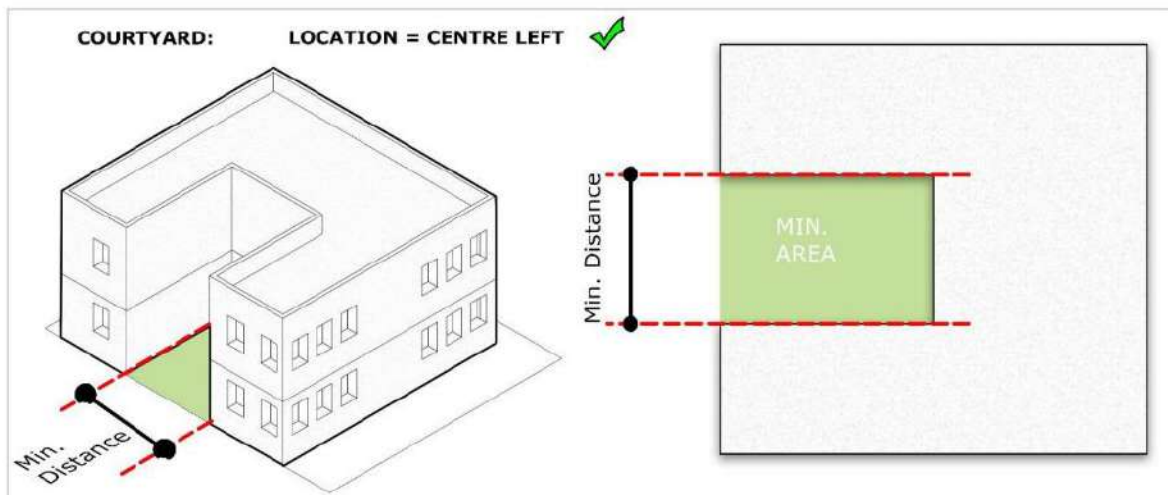 COURTYARD: LOCATION = CENTRE LEFT
Min.
Distance
Min. Distance
MIN.
AREA